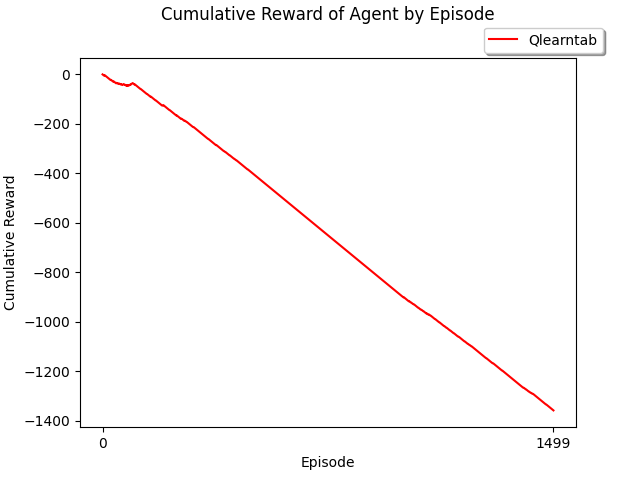 Cumulative Reward of Agent by Episode
Qlearntab
0
−200
−400
−600
−800
−1000
−1200
−1400
Cumulative Reward
0
1499
Episode